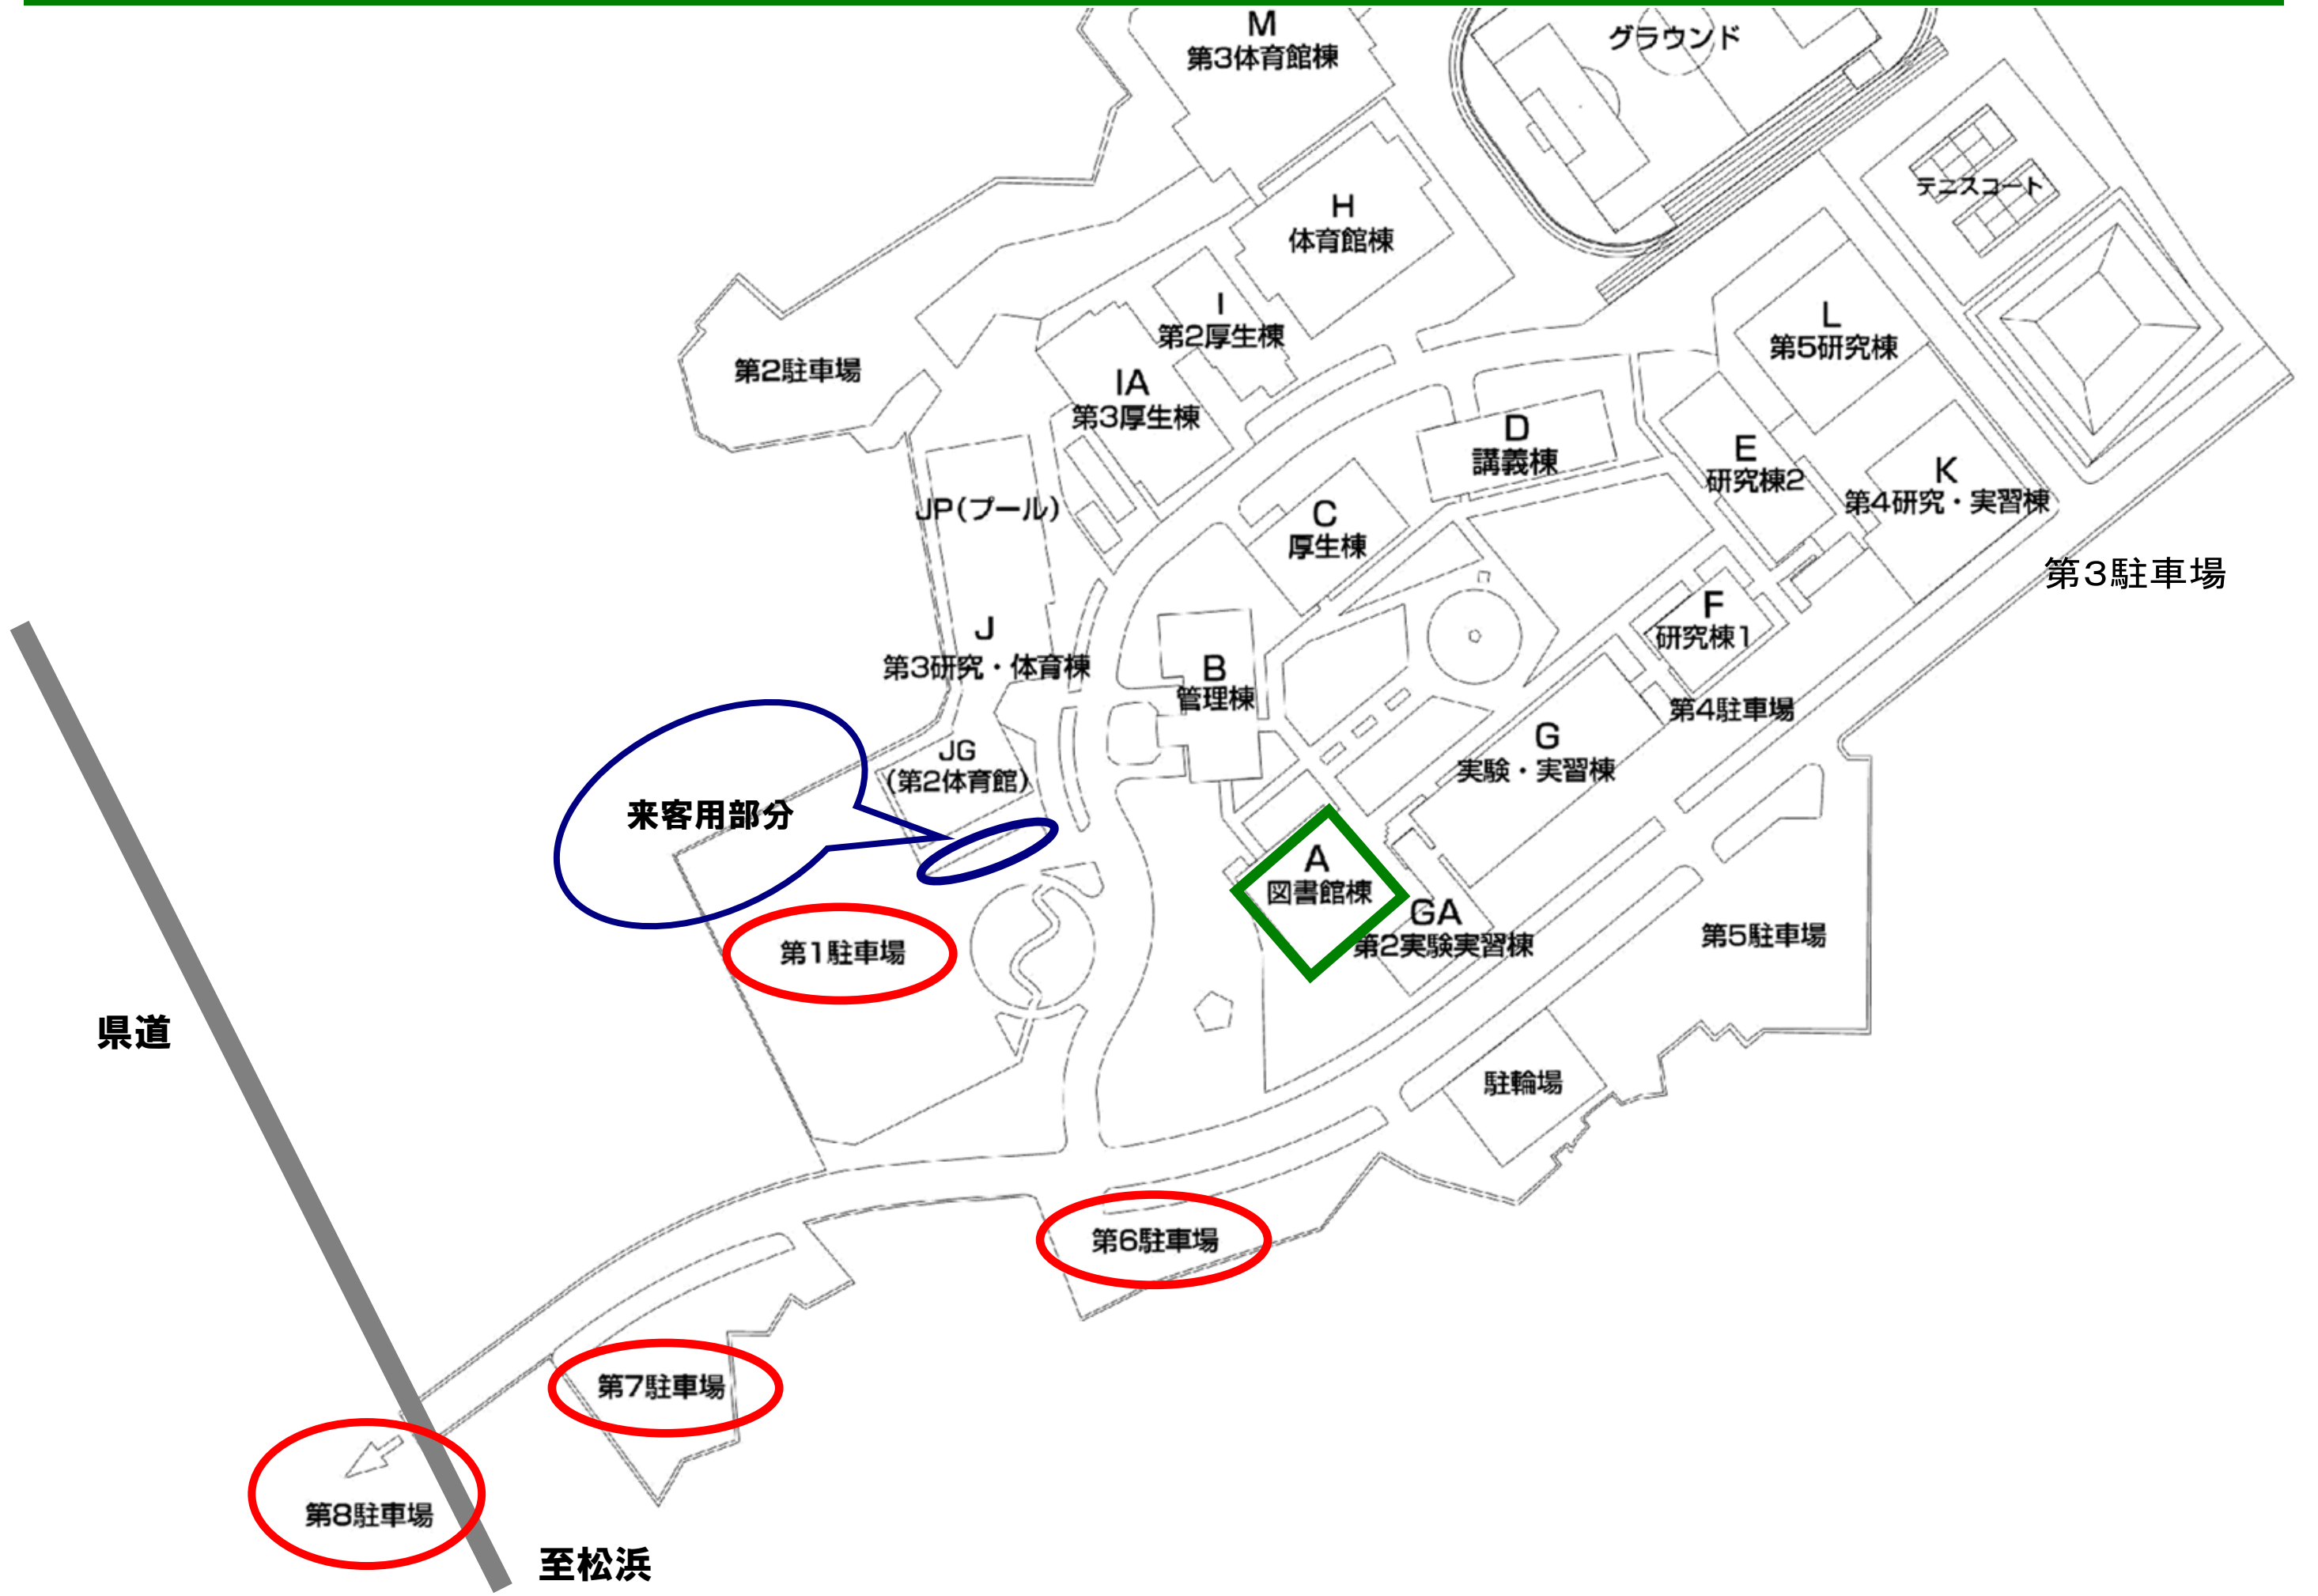 M
第3体育館棟
グラウンド
テニスコート
H
体育館棟
I
第2厚生棟
L
第5研究棟
第2駐車場
IA
第3厚生棟
D
講義棟
E
研究棟2
K
第4研究・実習棟
JP(プール)
C
厚生棟
第3駐車場
F
研究棟1
J
第3研究・体育棟
B
管理棟
第4駐車場
G
実験・実習棟
JG
(第2体育館)
来客用部分
A
図書館棟
GA
第2実験実習棟
第5駐車場
第1駐車場
県道
駐輪場
第6駐車場
第7駐車場
第8駐車場
至松浜